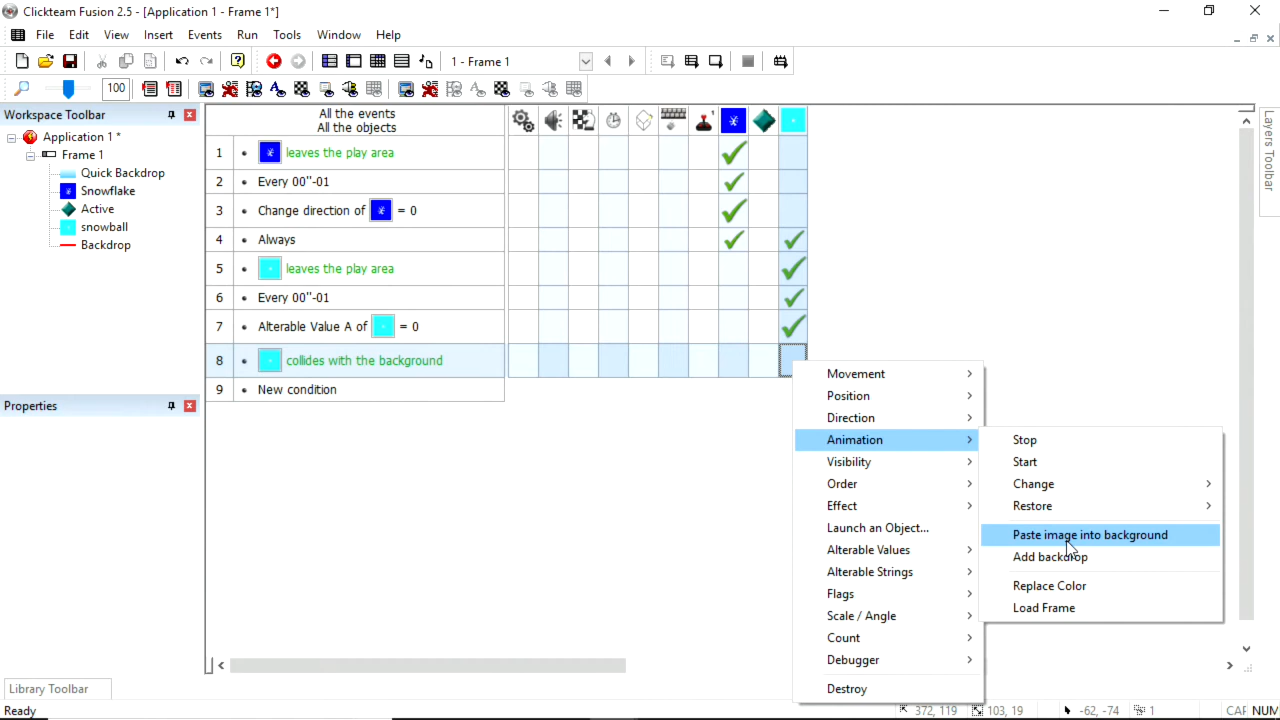 Clickteam Fusion 2.5 - [Application 1 - Frame 1*]
File Edit View Insert Events Run Tools Window Help
1 - Frame 1
100
Workspace Toolbar
Application 1 *
Frame 1
Quick Backdrop
Snowflake
Active
snowball
Backdrop
Properties
Library Toolbar
Ready
All the events
All the objects
1 • leaves the play area
2 • Every 00"-01
3 • Change direction of = 0
4 • Always
5 • leaves the play area
6 • Every 00"-01
7 • Alterable Value A of = 0
8 • collides with the background
9 • New condition
Movement
Position
Direction
Animation
Visibility
Order
Effect
Launch an Object...
Alterable Values
Alterable Strings
Flags
Scale / Angle
Count
Debugger
Destroy
Stop
Start
Change
Restore
Paste image into background
Add backdrop
Replace Color
Load Frame
Layers Toolbar
372, 119 103, 19 -62, -74 1 CAP NUM